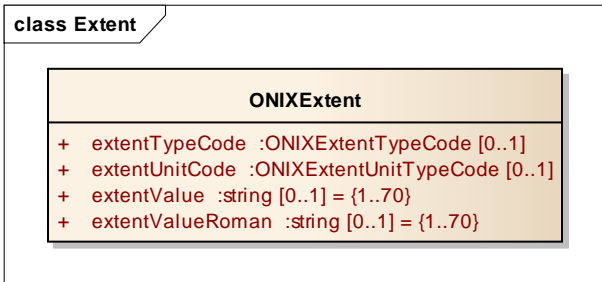 class Extent
ONIXExtent
+ extentTypeCode :ONIXExtentTypeCode [0..1]
+ extentUnitCode :ONIXExtentUnitTypeCode [0..1]
+ extentValue :string [0..1] = {1..70}
+ extentValueRoman :string [0..1] = {1..70}